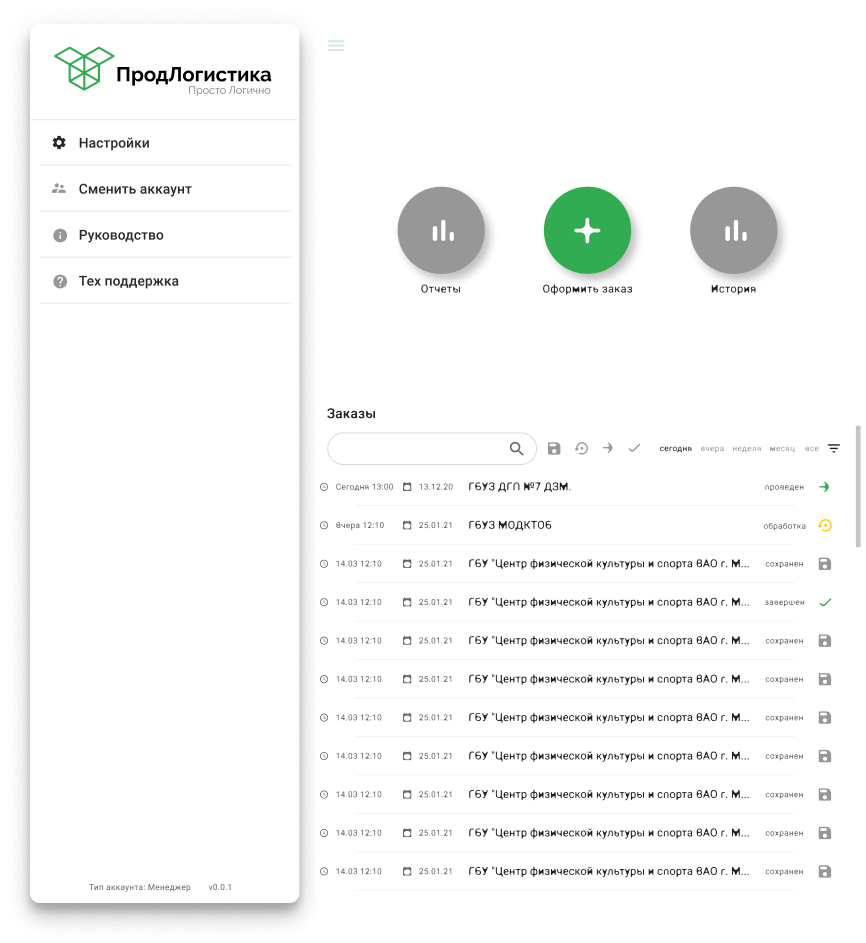 ПродЛогистика
Просто Логично
Настройки
Сменить аккаунт
Руководство
Тех поддержка
Тип аккаунта: Менеджер v0.0.1
Отчеты Оформить заказ История
Заказы
сегодня вчера неделя месяц все
Сегодня 13:00 13.12.20 ГБУЗ ДГП №7 ДЗМ. проведен
Вчера 12:10 25.01.21 ГБУЗ МОДКТОБ обработка
14.03 12:10 25.01.21 ГБУ "Центр физической культуры и спорта ВАО г. М... сохранен
14.03 12:10 25.01.21 ГБУ "Центр физической культуры и спорта ВАО г. М... завершен
14.03 12:10 25.01.21 ГБУ "Центр физической культуры и спорта ВАО г. М... сохранен
14.03 12:10 25.01.21 ГБУ "Центр физической культуры и спорта ВАО г. М... сохранен
14.03 12:10 25.01.21 ГБУ "Центр физической культуры и спорта ВАО г. М... сохранен
14.03 12:10 25.01.21 ГБУ "Центр физической культуры и спорта ВАО г. М... сохранен
14.03 12:10 25.01.21 ГБУ "Центр физической культуры и спорта ВАО г. М... сохранен
14.03 12:10 25.01.21 ГБУ "Центр физической культуры и спорта ВАО г. М... сохранен
14.03 12:10 25.01.21 ГБУ "Центр физической культуры и спорта ВАО г. М... сохранен